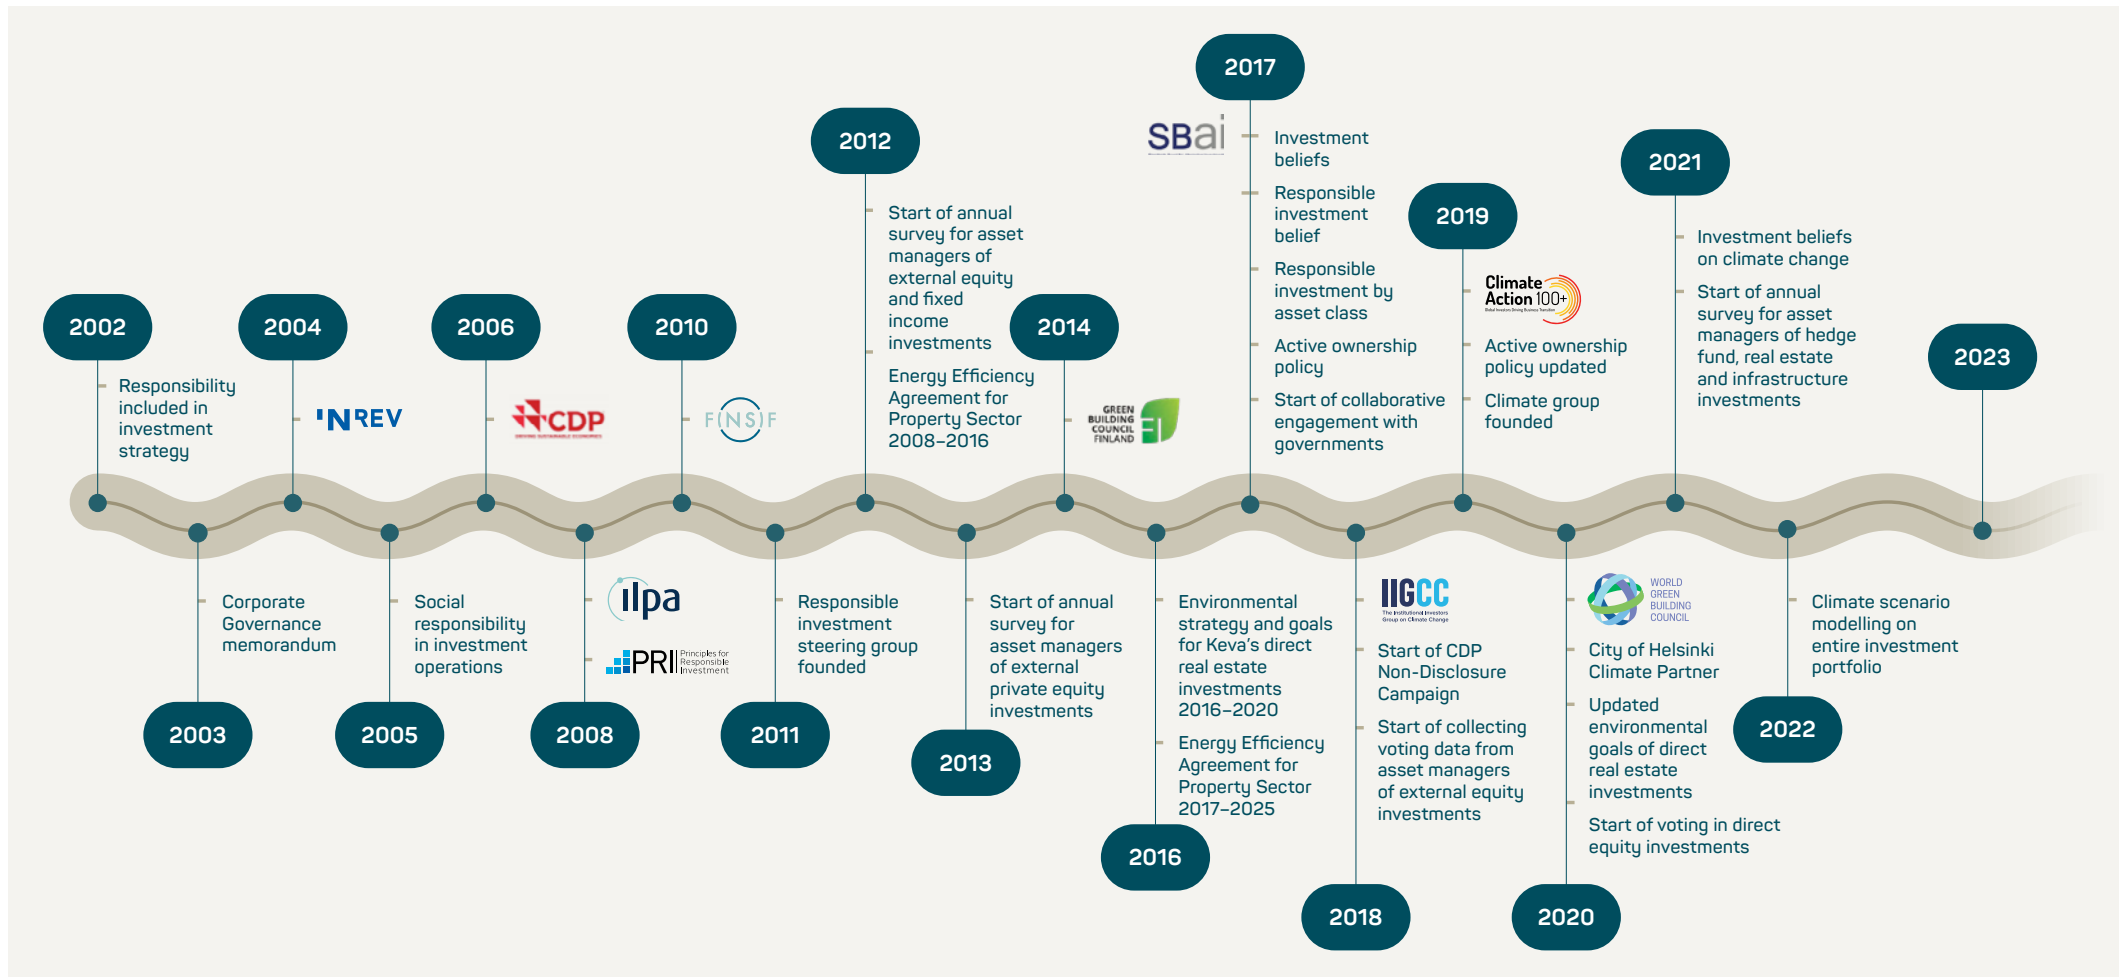 2002
Responsibility
included in
investment
strategy
2003
Corporate
Governance
memorandum
2004
INREV
2005
Social
responsibility
in investment
operations
2006
CDP
DRIVING SUSTAINABLE ECONOMIES
2008
ilpa
PRI
Principles for
Responsible
Investment
2010
F(INS)IF
2011
Responsible
investment
steering group
founded
2012
Start of annual
survey for asset
managers of
external equity
and fixed
income
investments
Energy Efficiency
Agreement for
Property Sector
2008–2016
2013
Start of annual
survey for
asset managers
of external
private equity
investments
2014
GREEN
BUILDING
COUNCIL
FINLAND
2016
Environmental
strategy and goals
for Keva's direct
real estate
investments
2016–2020
Energy Efficiency
Agreement for
Property Sector
2017–2025
2017
SBai
Investment
beliefs
Responsible
investment
belief
Responsible
investment by
asset class
Active ownership
policy
Start of collaborative
engagement with
governments
2018
IIGCC
The Institutional Investors
Group on Climate Change
Start of CDP
Non-Disclosure
Campaign
Start of collecting
voting data from
asset managers
of external equity
investments
2019
Climate
Action 100+
Global Investors Driving Business Transition
Active ownership
policy updated
Climate group
founded
2020
WORLD
GREEN
BUILDING
COUNCIL
City of Helsinki
Climate Partner
Updated
environmental
goals of direct
real estate
investments
Start of voting in direct
equity investments
2021
Investment beliefs
on climate change
Start of annual
survey for asset
managers of hedge
fund, real estate
and infrastructure
investments
2022
Climate scenario
modelling on
entire investment
portfolio
2023